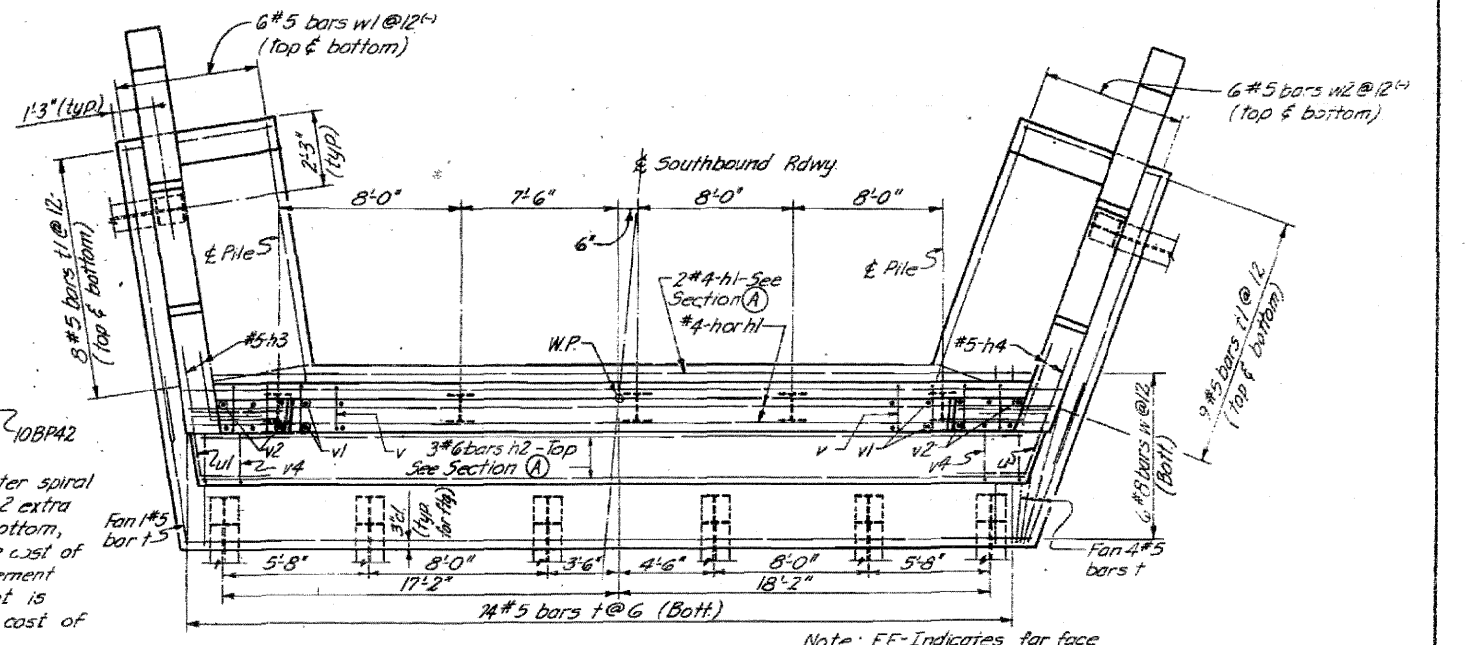 6#5 bars w1 @12(-)
(top & bottom)
1'-3" (typ.)
2'-3"
(typ.)
6#5 bars w2 @12(-)
(top & bottom)
℄ Southbound Rdwy.
8'-0"
7'-6"
8'-0"
8'-0"
6"
8#5 bars t1 @ 12
(top & bottom)
℄ Pile
℄ Pile
2#4-h1-See
Section A
#4-hor h1
9#5 bars t1 @ 12
(top & bottom)
#5-h3
W.P.
#5-h4
10BP42
v2
v1
v
3#6 bars h2-Top
See Section A
v
v1
v2
u1
v4
v4
u
6#8 bars w @12
(Bott)
ter spiral
2 extra
ottom,
e cost of
ement
t is
cost of
Fan 1#5
bar t
3" cl.
(typ.
for ftg)
Fan 4#5
bars t
5'-8"
8'-0"
3'-6"
4'-6"
8'-0"
5'-8"
17'-2"
18'-2"
74#5 bars t @ 6 (Bott.)
Note: FF-Indicates far face